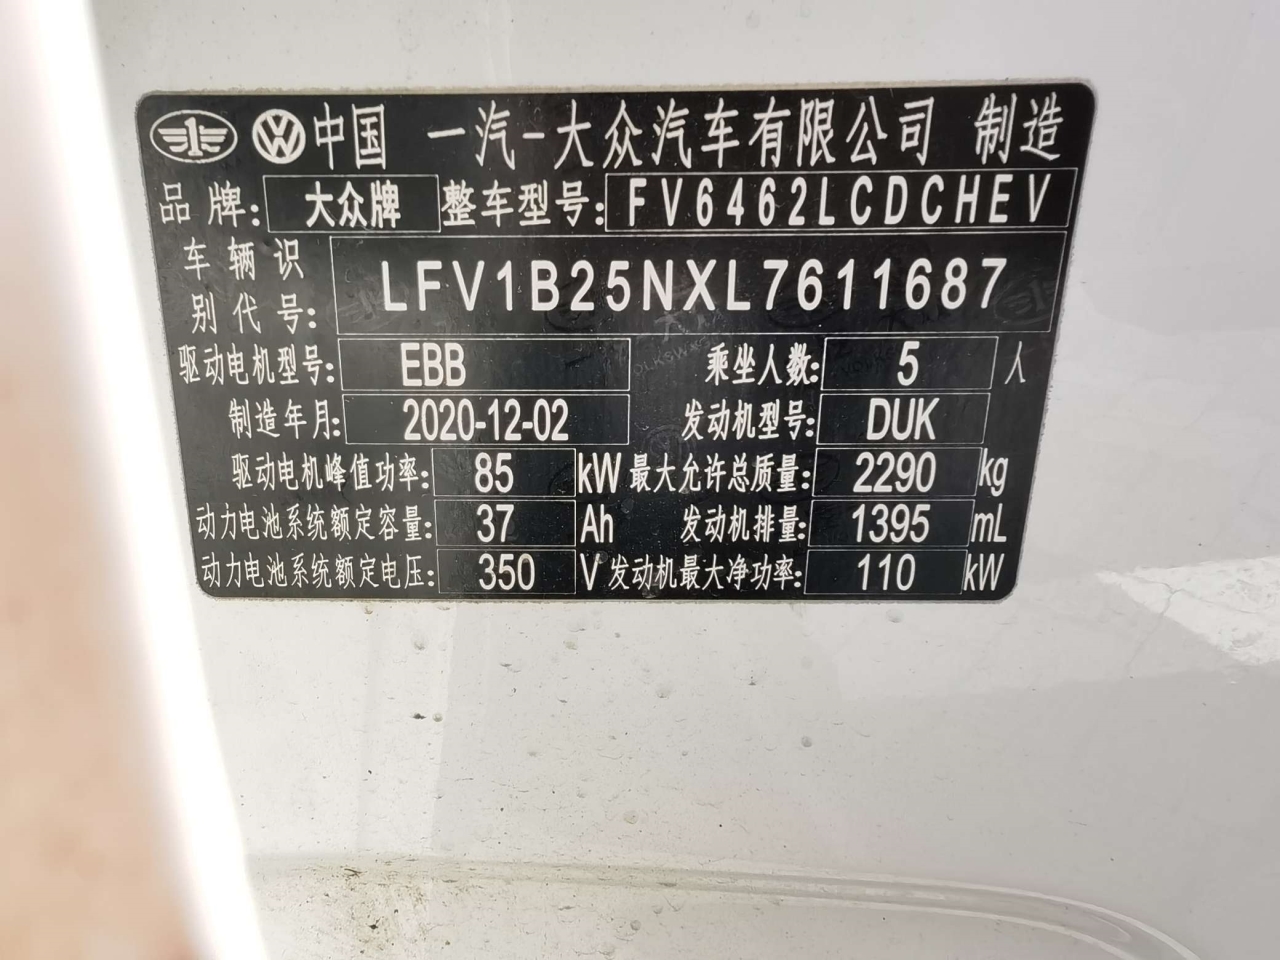 中国 一汽-大众汽车有限公司 制造
品牌: 大众牌 整车型号: FV6462LCDCHEV
车辆识别代号: LFV1B25NXL7611687
驱动电机型号: EBB 乘坐人数: 5 人
制造年月: 2020-12-02 发动机型号: DUK
驱动电机峰值功率: 85 kW 最大允许总质量: 2290 kg
动力电池系统额定容量: 37 Ah 发动机排量: 1395 mL
动力电池系统额定电压: 350 V 发动机最大净功率: 110 kW